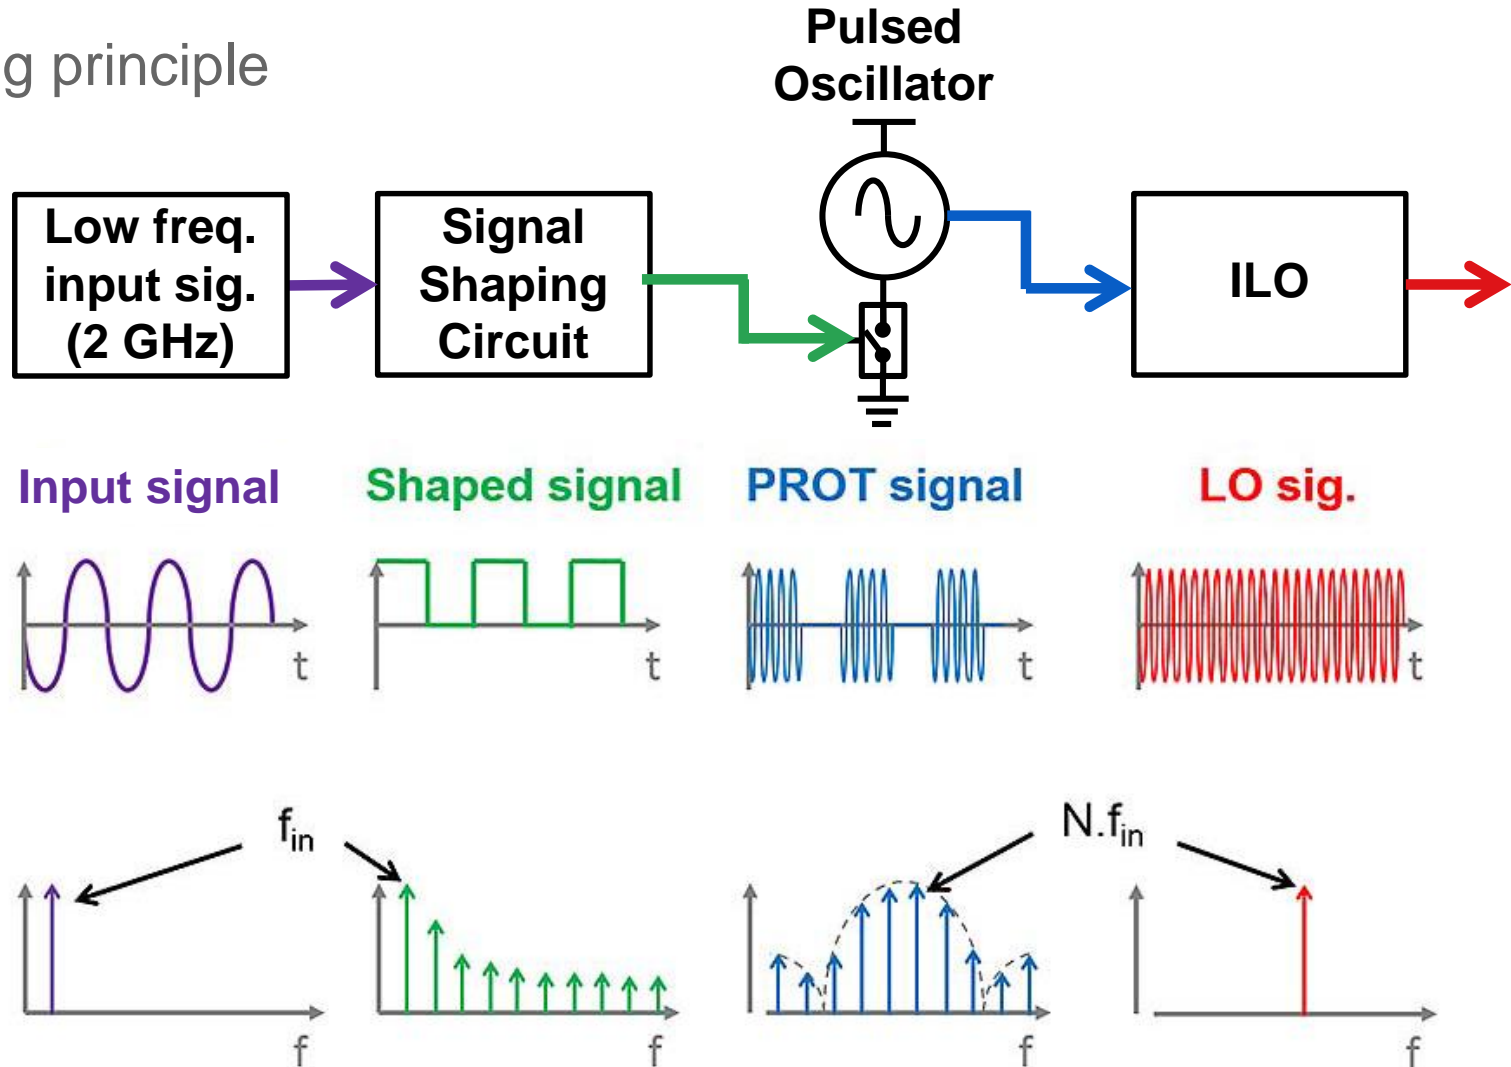 g principle
Pulsed
Oscillator
Low freq.
input sig.
(2 GHz)
Signal
Shaping
Circuit
ILO
Input signal
Shaped signal
PROT signal
LO sig.
t
t
t
t
fin
N.fin
f
f
f
f